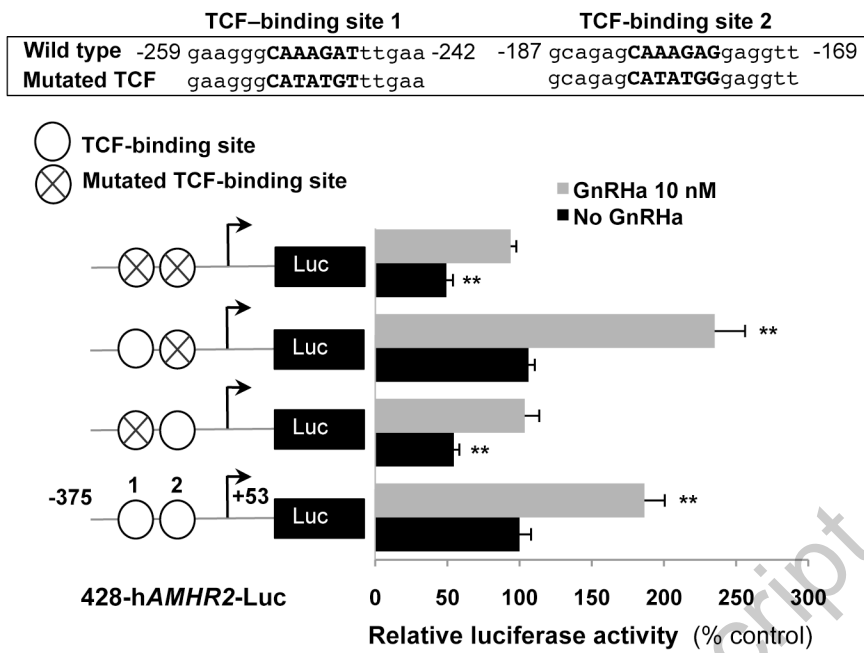 TCF–binding site 1 TCF-binding site 2
Wild type -259 gaagggCAAAGATttgaa -242 -187 gcagagCAAAGAGgaggtt -169
Mutated TCF gaagggCATATGTttgaa gcagagCATATGGgaggtt
TCF-binding site
Mutated TCF-binding site
GnRHa 10 nM
No GnRHa
Luc
**
Luc
**
Luc
**
1 2
-375 +53 Luc
**
428-hAMHR2-Luc
0 50 100 150 200 250 300
Relative luciferase activity (% control)
cript